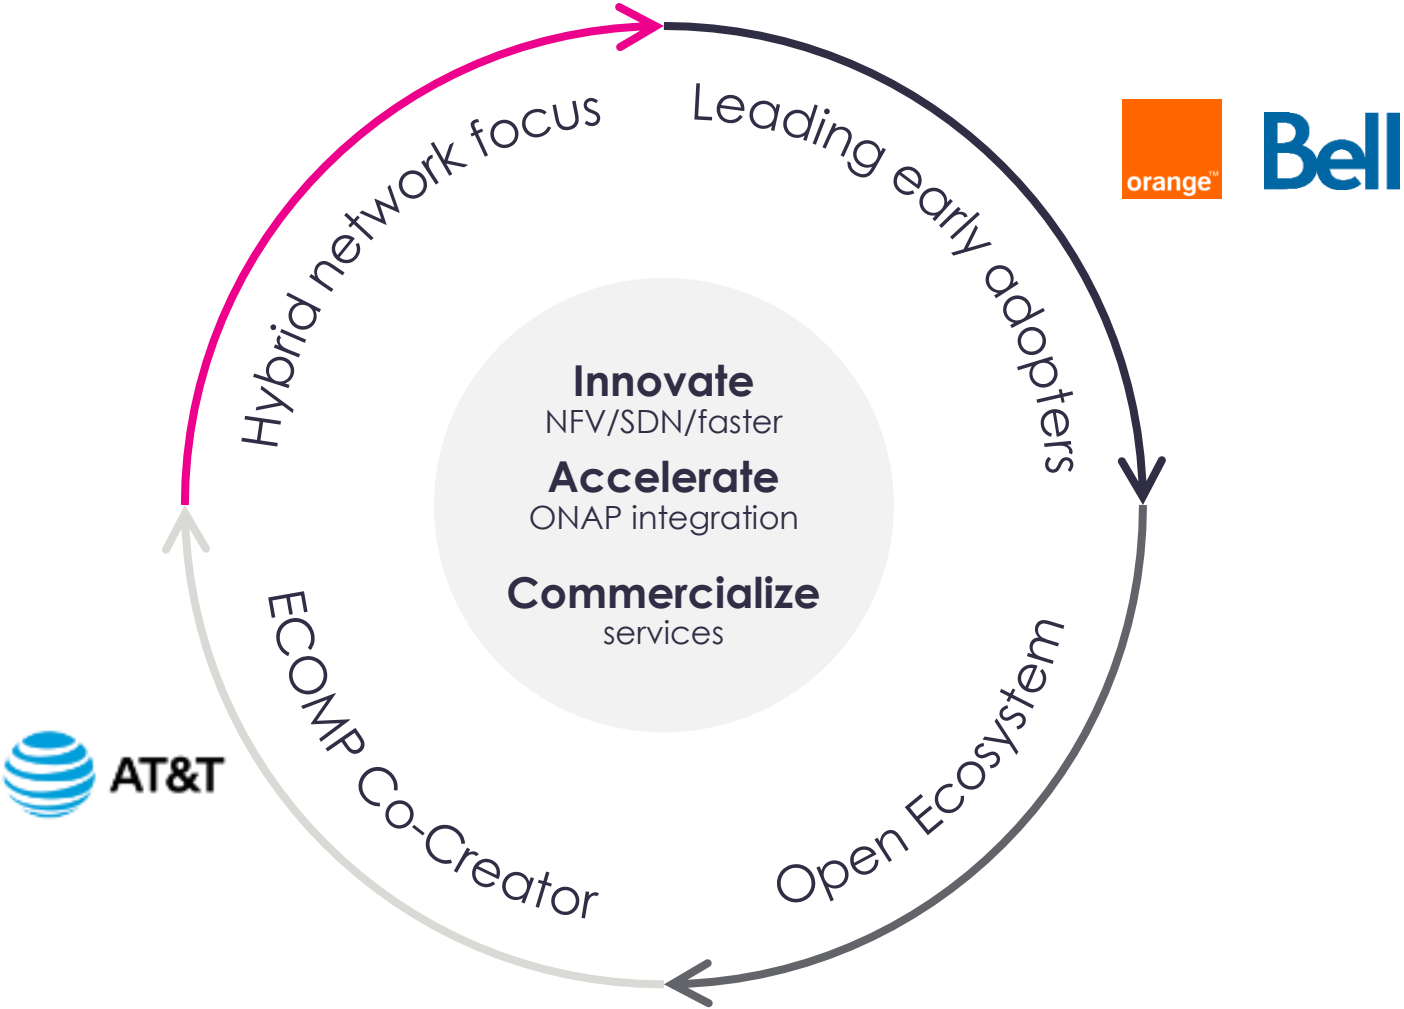 Hybrid network focus
Leading early adopters
orange™
Bell
Innovate
NFV/SDN/faster
Accelerate
ONAP integration
Commercialize
services
ECOMP Co-Creator
Open Ecosystem
AT&T